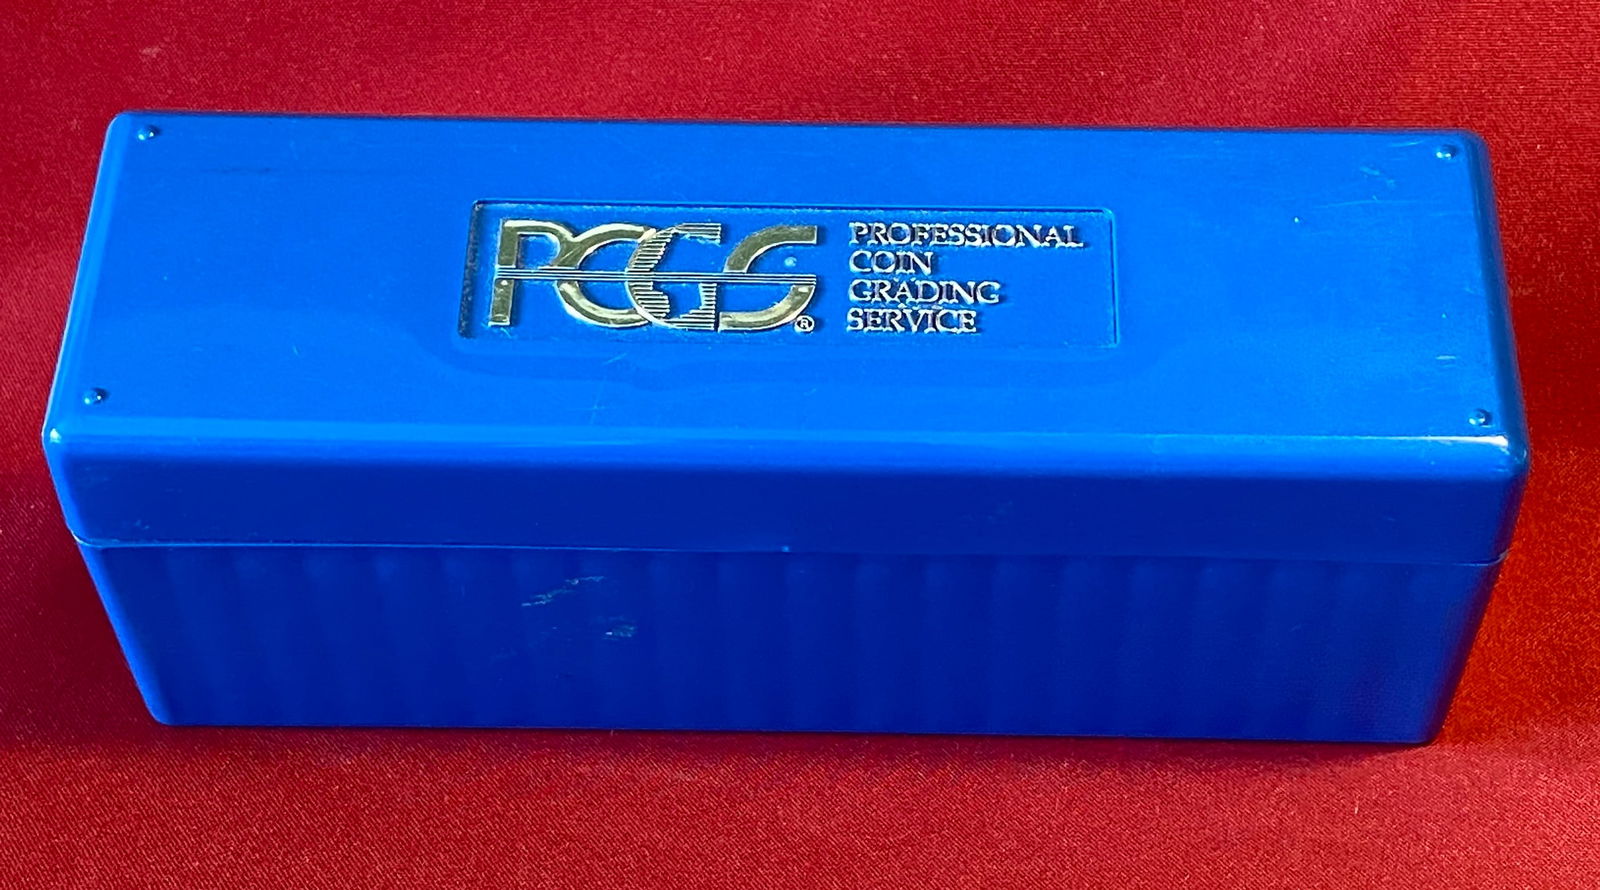 PCGS®
PROFESSIONAL
COIN
GRADING
SERVICE